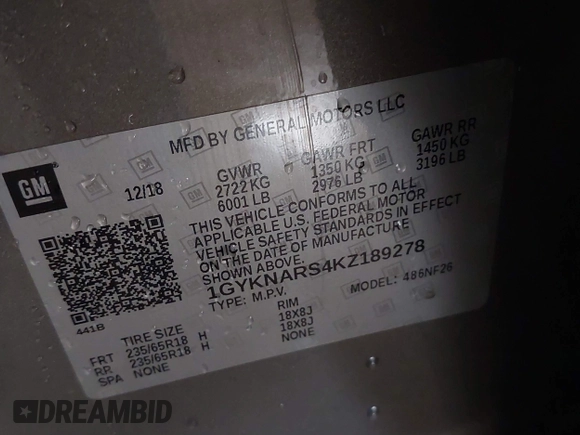 MFD BY GENERAL MOTORS LLC
GM
12/18
GVWR GAWR FRT GAWR RR
2722 KG 1350 KG 1450 KG
6001 LB 2976 LB 3196 LB
THIS VEHICLE CONFORMS TO ALL
APPLICABLE U.S. FEDERAL MOTOR
VEHICLE SAFETY STANDARDS IN EFFECT
ON THE DATE OF MANUFACTURE
SHOWN ABOVE.
1GYKNARS4KZ189278
TYPE: M.P.V. MODEL: 486NF26
441B
TIRE SIZE RIM
FRT 235/65R18 H 18X8J
RR 235/65R18 H 18X8J
SPA NONE NONE
DREAMBID